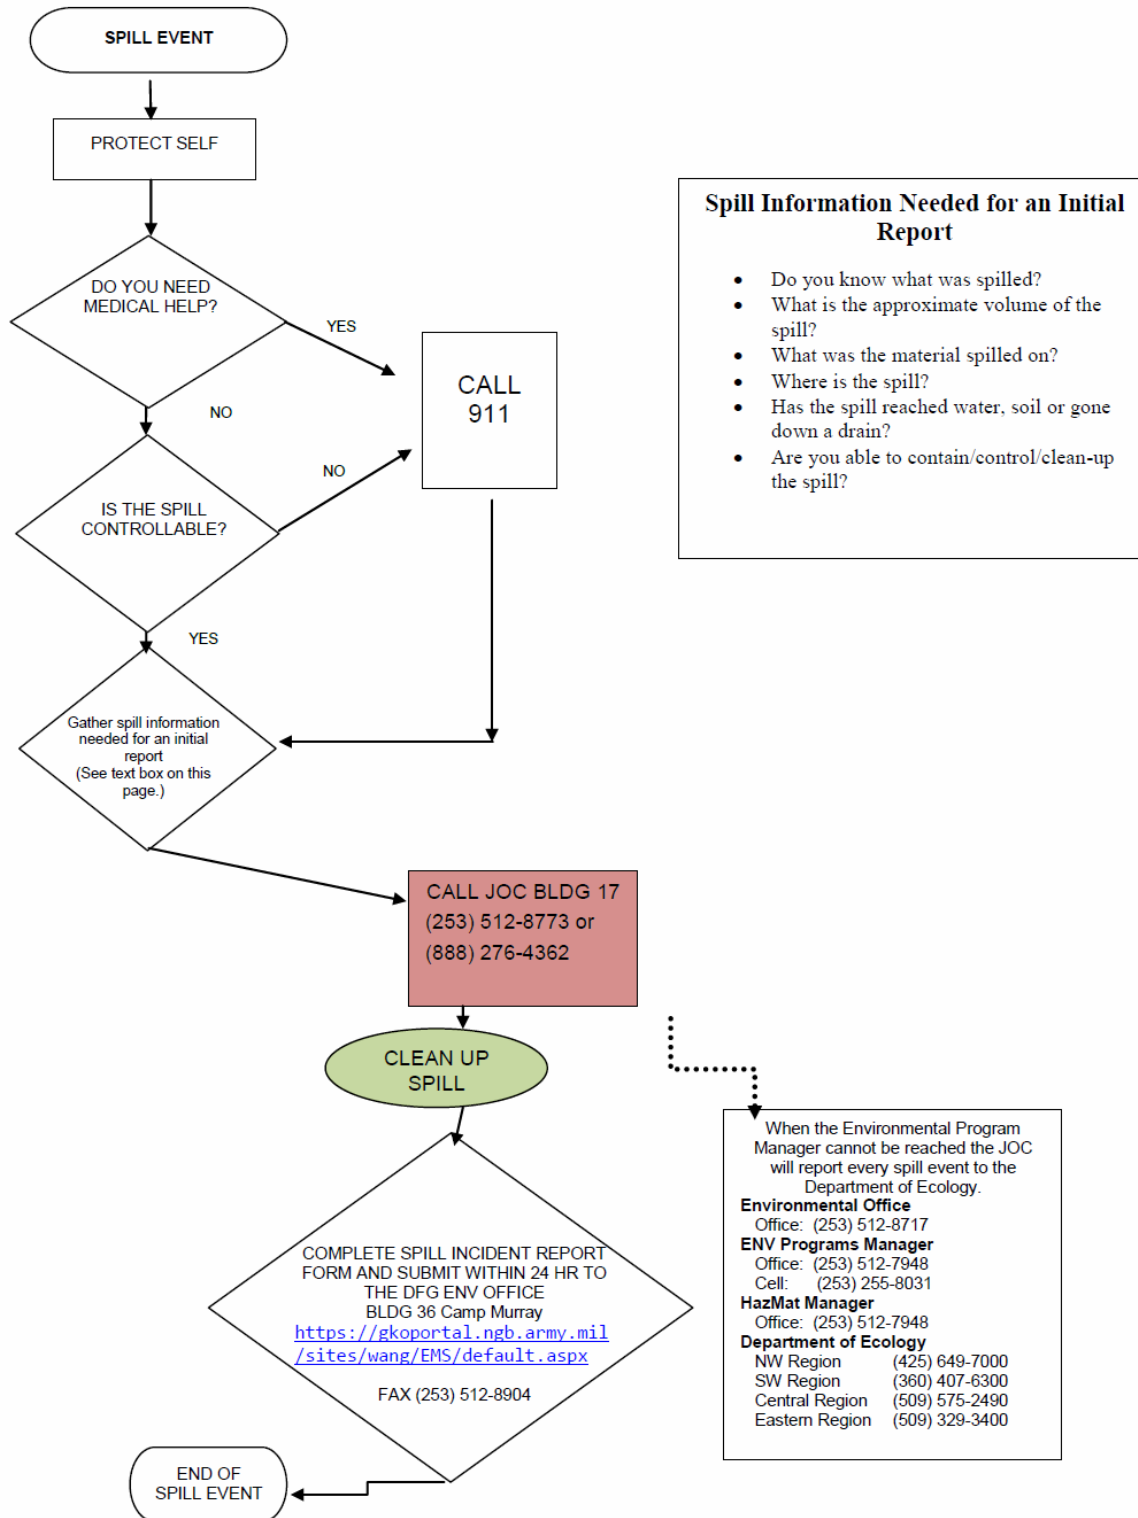 SPILL EVENT
PROTECT SELF
DO YOU NEED
MEDICAL HELP?
YES
CALL
911
NO
IS THE SPILL
CONTROLLABLE?
NO
YES
Gather spill information
needed for an initial
report
(See text box on this
page.)
Spill Information Needed for an Initial
Report
• Do you know what was spilled?
• What is the approximate volume of the
spill?
• What was the material spilled on?
• Where is the spill?
• Has the spill reached water, soil or gone
down a drain?
• Are you able to contain/control/clean-up
the spill?
CALL JOC BLDG 17
(253) 512-8773 or
(888) 276-4362
CLEAN UP
SPILL
When the Environmental Program
Manager cannot be reached the JOC
will report every spill event to the
Department of Ecology.
Environmental Office
Office: (253) 512-8717
ENV Programs Manager
Office: (253) 512-7948
Cell: (253) 255-8031
HazMat Manager
Office: (253) 512-7948
Department of Ecology
NW Region (425) 649-7000
SW Region (360) 407-6300
Central Region (509) 575-2490
Eastern Region (509) 329-3400
COMPLETE SPILL INCIDENT REPORT
FORM AND SUBMIT WITHIN 24 HR TO
THE DFG ENV OFFICE
BLDG 36 Camp Murray
https://gkoportal.ngb.army.mil
/sites/wang/EMS/default.aspx
FAX (253) 512-8904
END OF
SPILL EVENT